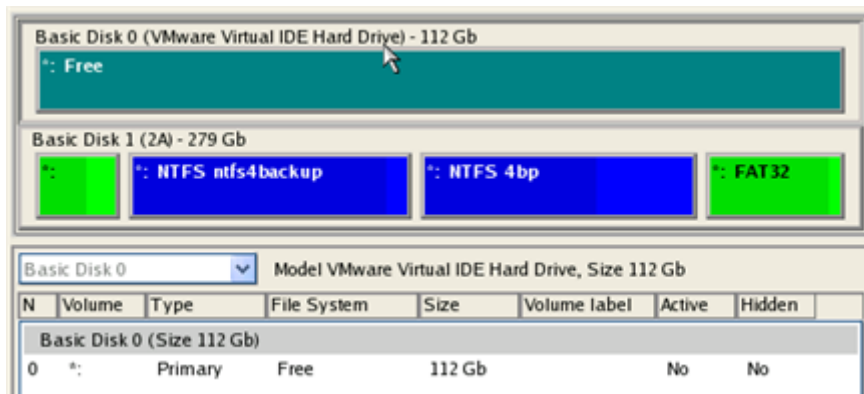 Basic Disk 0 (VMware Virtual IDE Hard Drive) - 112 Gb
*: Free
Basic Disk 1 (2A) - 279 Gb
*: *: NTFS ntfs4backup *: NTFS 4bp *: FAT32
Basic Disk 0 Model VMware Virtual IDE Hard Drive, Size 112 Gb
N Volume Type File System Size Volume label Active Hidden
Basic Disk 0 (Size 112 Gb)
0 *: Primary Free 112 Gb No No